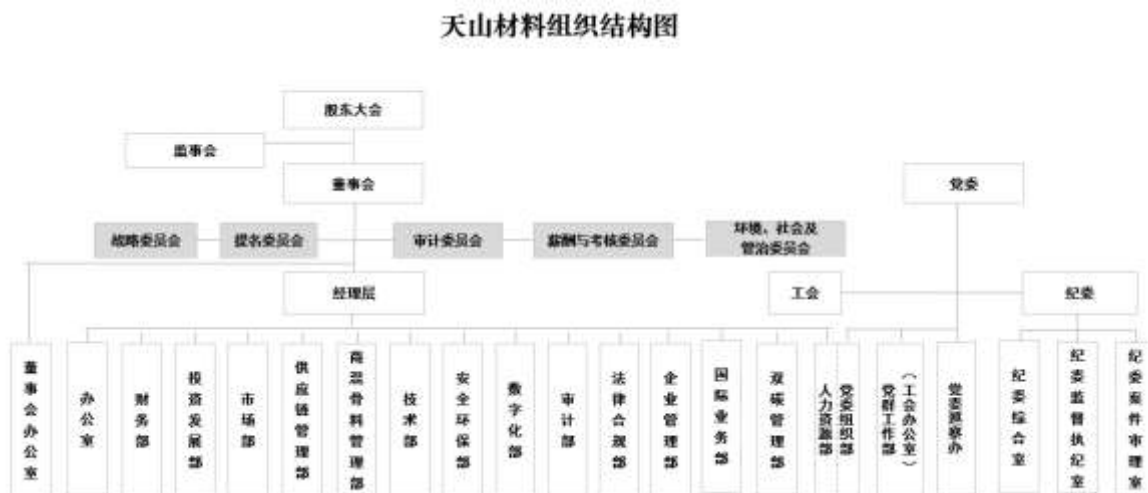 天山材料组织结构图
股东大会
监事会
董事会
党委
战略委员会
提名委员会
审计委员会
薪酬与考核委员会
环境、社会及
管治委员会
经理层
工会
纪委
董事会办公室
办公室
财务部
投资发展部
市场部
供应链管理部
商混骨料管理部
技术部
安全环保部
数字化部
审计部
法律合规部
企业管理部
国际业务部
双碳管理部
人力资源部
党委组织部
党群工作部
（工会办公室）
党委巡察办
纪委综合室
纪委监督执纪室
纪委案件审理室